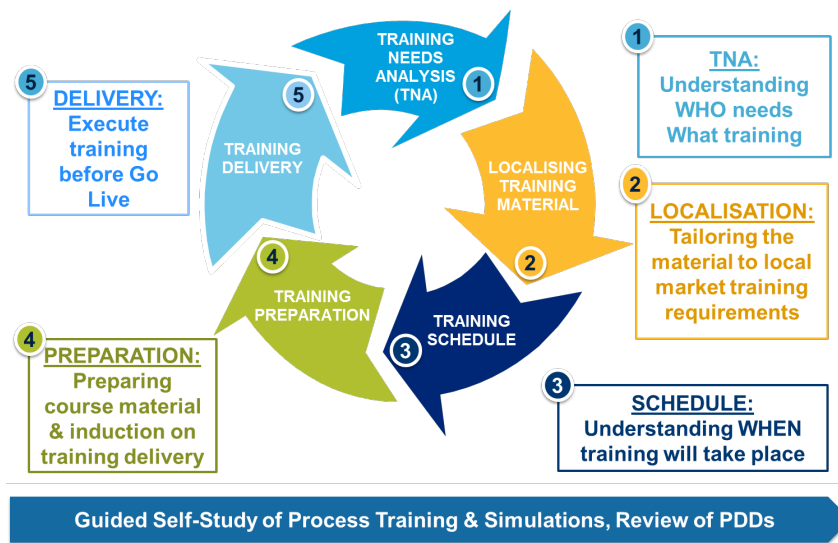 TRAINING
NEEDS
ANALYSIS
(TNA)
1
LOCALISING
TRAINING
MATERIAL
2
TRAINING
SCHEDULE
3
TRAINING
PREPARATION
4
TRAINING
DELIVERY
5
1
TNA:
Understanding
WHO needs
What training
2
LOCALISATION:
Tailoring the
material to local
market training
requirements
3
SCHEDULE:
Understanding WHEN
training will take place
4
PREPARATION:
Preparing
course material
& induction on
training delivery
5
DELIVERY:
Execute
training
before Go
Live
Guided Self-Study of Process Training & Simulations, Review of PDDs